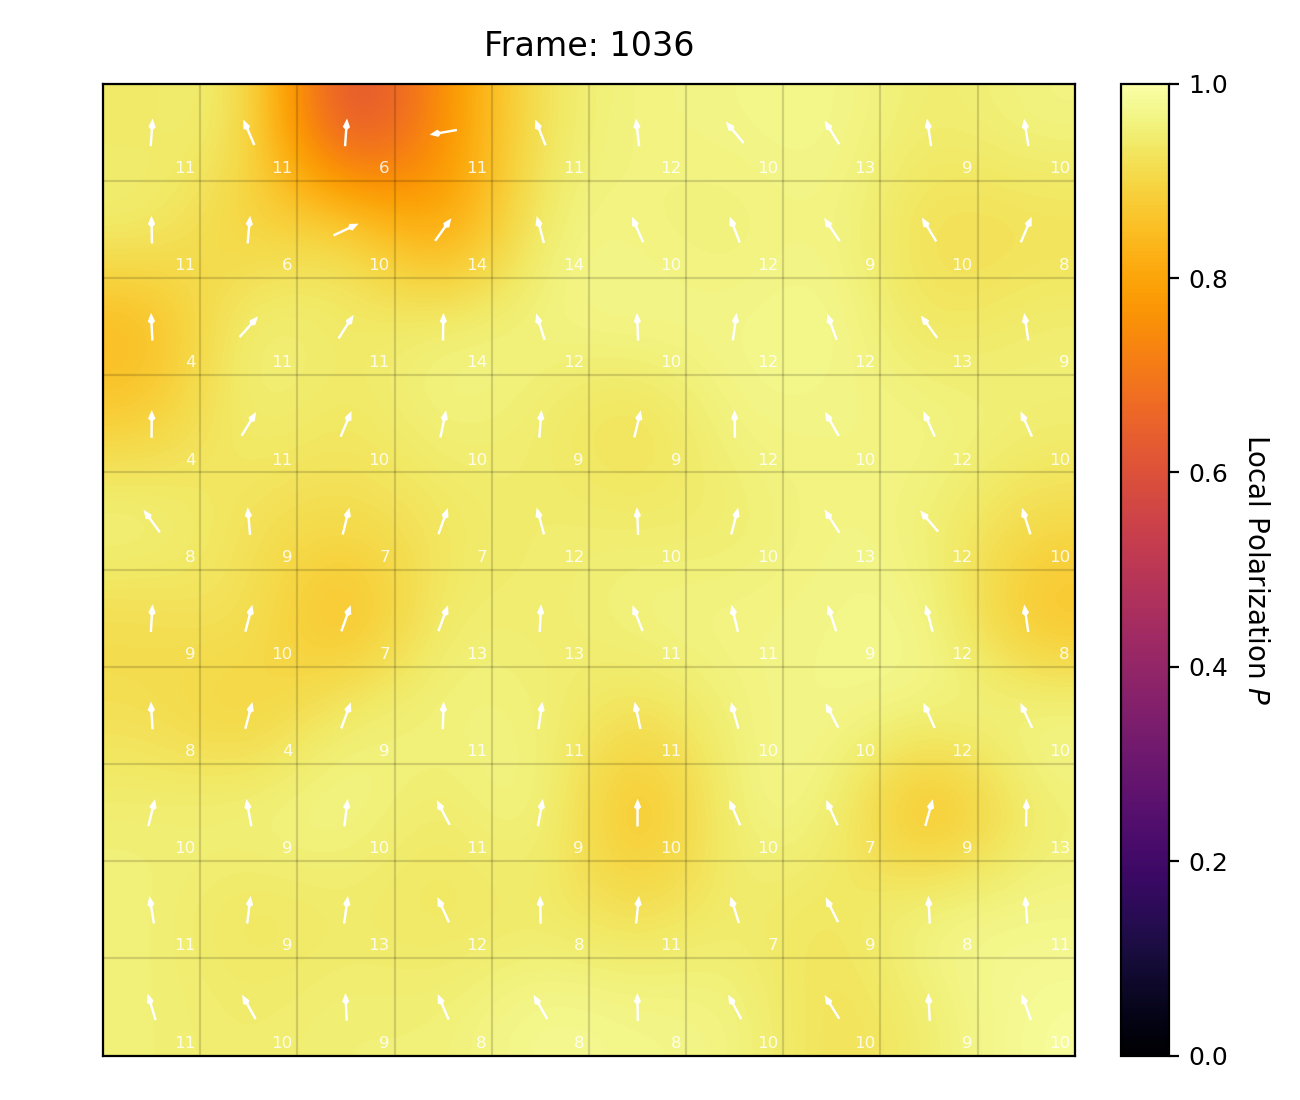 Frame: 1036
11 11 6 11 11 12 10 13 9 10
11 6 10 14 14 10 12 9 10 8
4 11 11 14 12 10 12 12 13 9
4 11 10 10 9 9 12 10 12 10
8 9 7 7 12 10 10 13 12 10
9 10 7 13 13 11 11 9 12 8
8 4 9 11 11 11 10 10 12 10
10 9 10 11 9 10 10 7 9 13
11 9 13 12 8 11 7 9 8 11
11 10 9 8 8 8 10 10 9 10
1.0
0.8
0.6
0.4
0.2
0.0
Local Polarization P